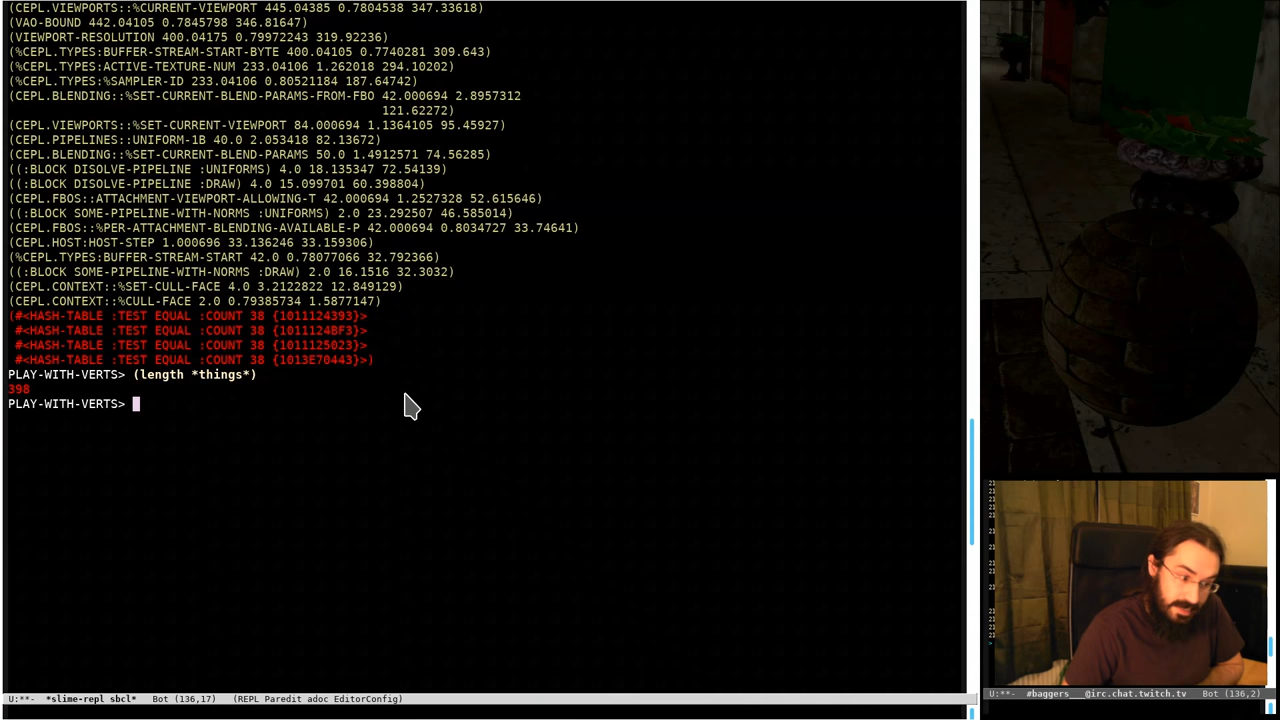 (CEPL.VIEWPORTS::%CURRENT-VIEWPORT 445.04385 0.7804538 347.33618)
(VAO-BOUND 442.04105 0.7845798 346.81647)
(VIEWPORT-RESOLUTION 400.04175 0.79972243 319.92236)
(%CEPL.TYPES:BUFFER-STREAM-START-BYTE 400.04105 0.7740281 309.643)
(%CEPL.TYPES:ACTIVE-TEXTURE-NUM 233.04106 1.262018 294.10202)
(%CEPL.TYPES:%SAMPLER-ID 233.04106 0.80521184 187.64742)
(CEPL.BLENDING::%SET-CURRENT-BLEND-PARAMS-FROM-FBO 42.000694 2.8957312
121.62272)
(CEPL.VIEWPORTS::%SET-CURRENT-VIEWPORT 84.000694 1.1364105 95.45927)
(CEPL.PIPELINES::UNIFORM-1B 40.0 2.053418 82.13672)
(CEPL.BLENDING::%SET-CURRENT-BLEND-PARAMS 50.0 1.4912571 74.56285)
((:BLOCK DISOLVE-PIPELINE :UNIFORMS) 4.0 18.135347 72.54139)
((:BLOCK DISOLVE-PIPELINE :DRAW) 4.0 15.099701 60.398804)
(CEPL.FBOS::ATTACHMENT-VIEWPORT-ALLOWING-T 42.000694 1.2527328 52.615646)
((:BLOCK SOME-PIPELINE-WITH-NORMS :UNIFORMS) 2.0 23.292507 46.585014)
(CEPL.FBOS::%PER-ATTACHMENT-BLENDING-AVAILABLE-P 42.000694 0.8034727 33.74641)
(CEPL.HOST:HOST-STEP 1.000696 33.136246 33.159306)
(%CEPL.TYPES:BUFFER-STREAM-START 42.0 0.78077066 32.792366)
((:BLOCK SOME-PIPELINE-WITH-NORMS :DRAW) 2.0 16.1516 32.3032)
(CEPL.CONTEXT::%SET-CULL-FACE 4.0 3.2122822 12.849129)
(CEPL.CONTEXT::%CULL-FACE 2.0 0.79385734 1.5877147)
(#<HASH-TABLE :TEST EQUAL :COUNT 38 {1011124393}>
#<HASH-TABLE :TEST EQUAL :COUNT 38 {1011124BF3}>
#<HASH-TABLE :TEST EQUAL :COUNT 38 {1011125023}>
#<HASH-TABLE :TEST EQUAL :COUNT 38 {1013E70443}>)
PLAY-WITH-VERTS> (length *things*)
398
PLAY-WITH-VERTS>
U:**- *slime-repl sbcl* Bot (136,17) (REPL Paredit adoc EditorConfig)
U:**- #baggers___@irc.chat.twitch.tv Bot (136,2)